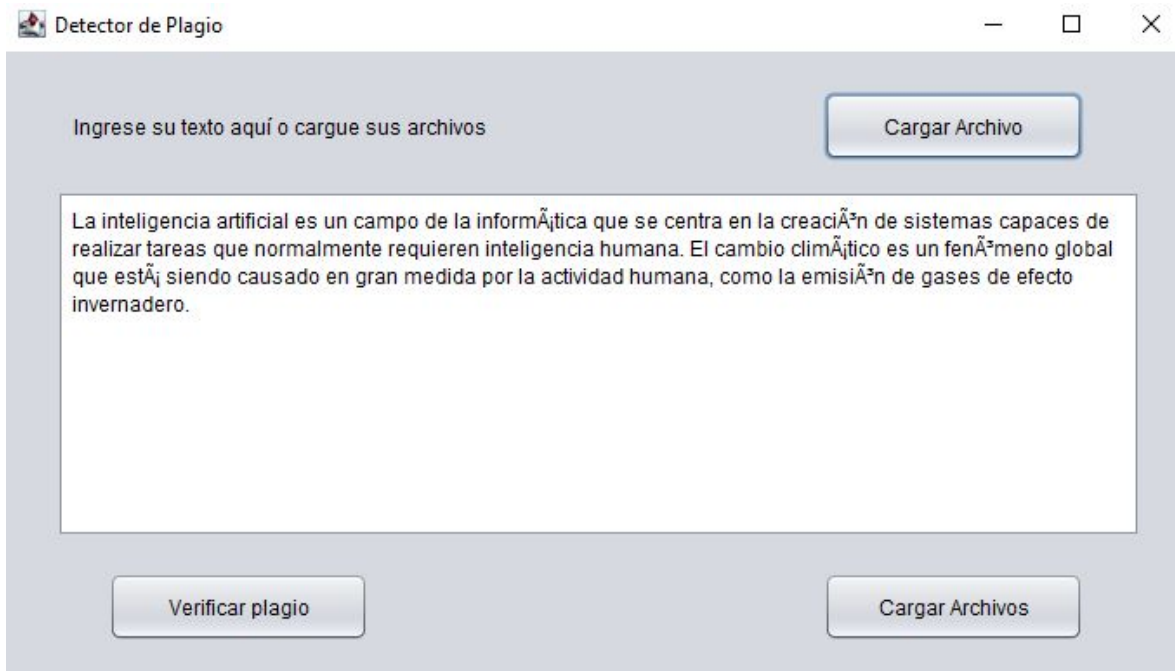 Detector de Plagio
Ingrese su texto aquí o cargue sus archivos
Cargar Archivo
La inteligencia artificial es un campo de la informÃ¡tica que se centra en la creaciÃ³n de sistemas capaces de
realizar tareas que normalmente requieren inteligencia humana. El cambio climÃ¡tico es un fenÃ³meno global
que estÃ¡ siendo causado en gran medida por la actividad humana, como la emisiÃ³n de gases de efecto
invernadero.
Verificar plagio
Cargar Archivos